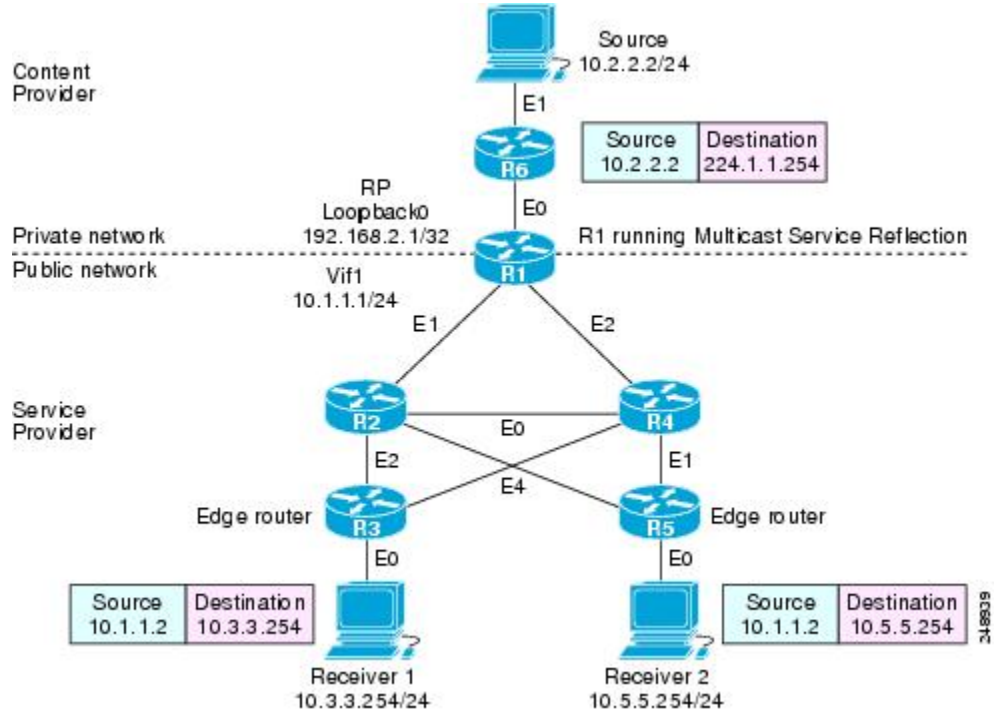 Source
10.2.2.2/24
Content
Provider
E1
Source
10.2.2.2
Destination
224.1.1.254
R6
RP
Loopback0
192.168.2.1/32
E0
Private network
R1 running Multicast Service Reflection
Public network
R1
Vif1
10.1.1.1/24
E1
E2
Service
Provider
R2
R4
E0
E2
E1
E4
Edge router
R3
R5
Edge router
E0
E0
Source
10.1.1.2
Destination
10.3.3.254
Source
10.1.1.2
Destination
10.5.5.254
248939
Receiver 1
10.3.3.254/24
Receiver 2
10.5.5.254/24